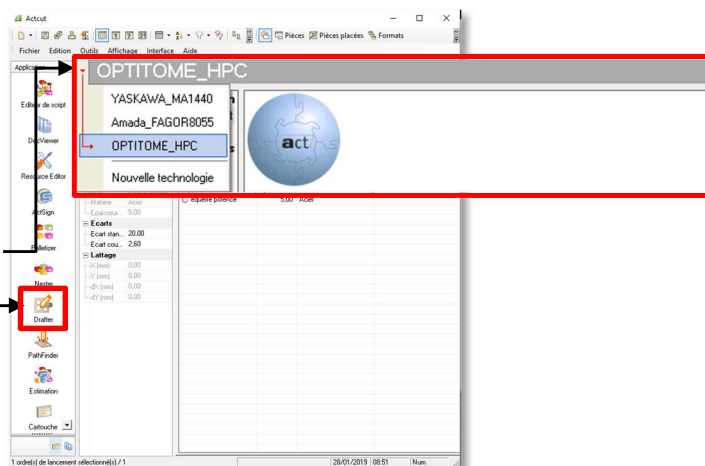 Actcut
Pièces
Pièces placées
Formats
Fichier Edition Outils Affichage Interface Aide
OPTITOME_HPC
YASKAWA_MA1440
Amada_FAGOR8055
OPTITOME_HPC
Nouvelle technologie
act
Editeur de script
DocViewer
Resource Editor
ActSign
Palletizer
Nester
Drafter
PathFinder
Estimation
Cartouche
Matière Acier
Epaisseur... 5,00
Ecarts
Ecart stan... 20,00
Ecart cou... 2,60
Lattage
X (mm) 0,00
Y (mm) 0,00
dX (mm) 0,00
dY (mm) 0,00
equerre potence 5,00 Acier
1 ordre(s) de lancement sélectionné(s) / 1
28/01/2019 08:51 Num